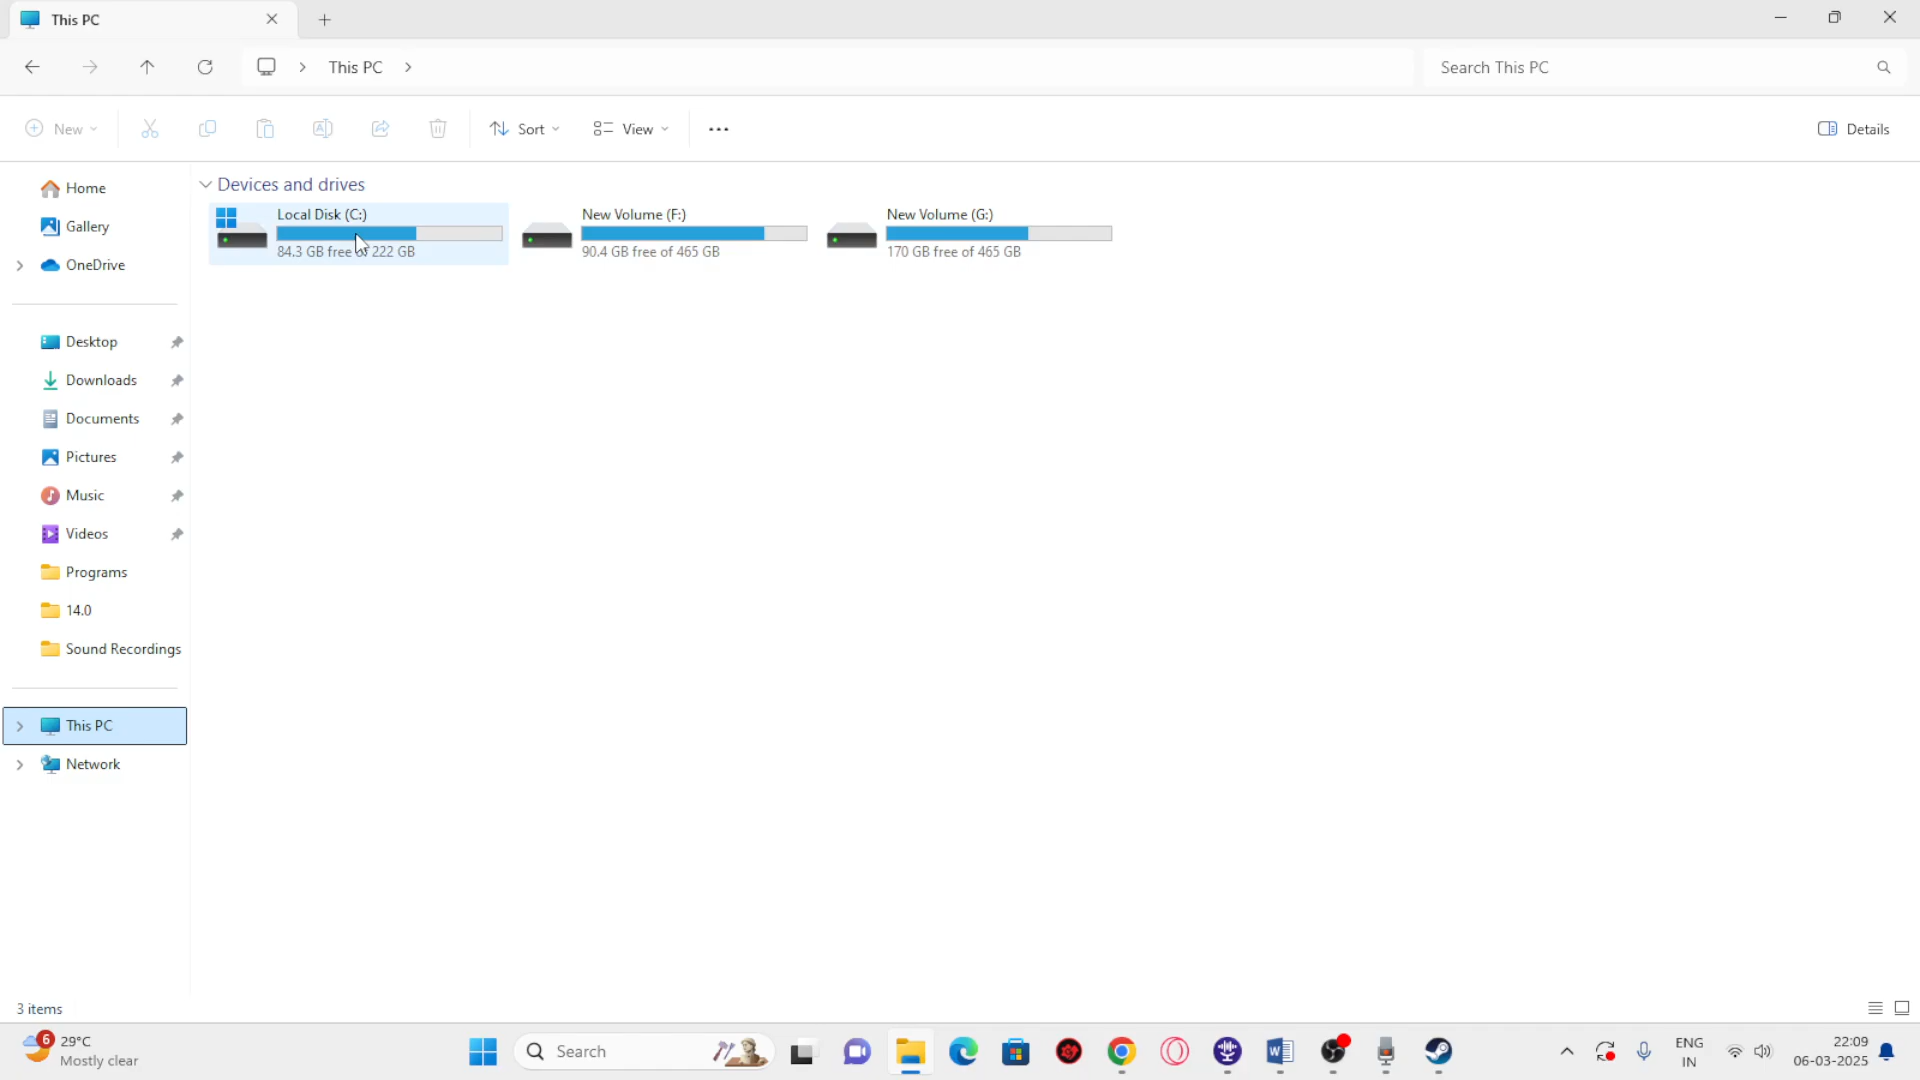 This PC
This PC
Search This PC
New
Sort
View
Details
Home
Gallery
OneDrive
Desktop
Downloads
Documents
Pictures
Music
Videos
Programs
14.0
Sound Recordings
This PC
Network
Devices and drives
Local Disk (C:)
84.3 GB free of 222 GB
New Volume (F:)
90.4 GB free of 465 GB
New Volume (G:)
170 GB free of 465 GB
3 items
6
29°C
Mostly clear
Search
ENG
IN
22:09
06-03-2025